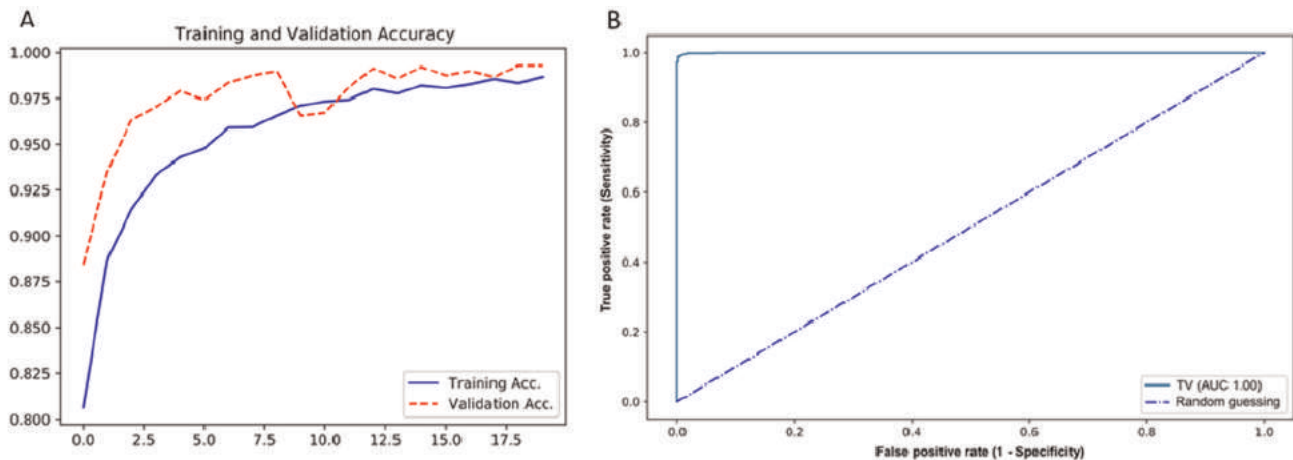 A
Training and Validation Accuracy
1.000
0.975
0.950
0.925
0.900
0.875
0.850
0.825
0.800
0.0 2.5 5.0 7.5 10.0 12.5 15.0 17.5
Training Acc.
Validation Acc.
B
True positive rate (Sensitivity)
1.0
0.8
0.6
0.4
0.2
0.0
0.0 0.2 0.4 0.6 0.8 1.0
False positive rate (1 - Specificity)
TV (AUC 1.00)
Random guessing